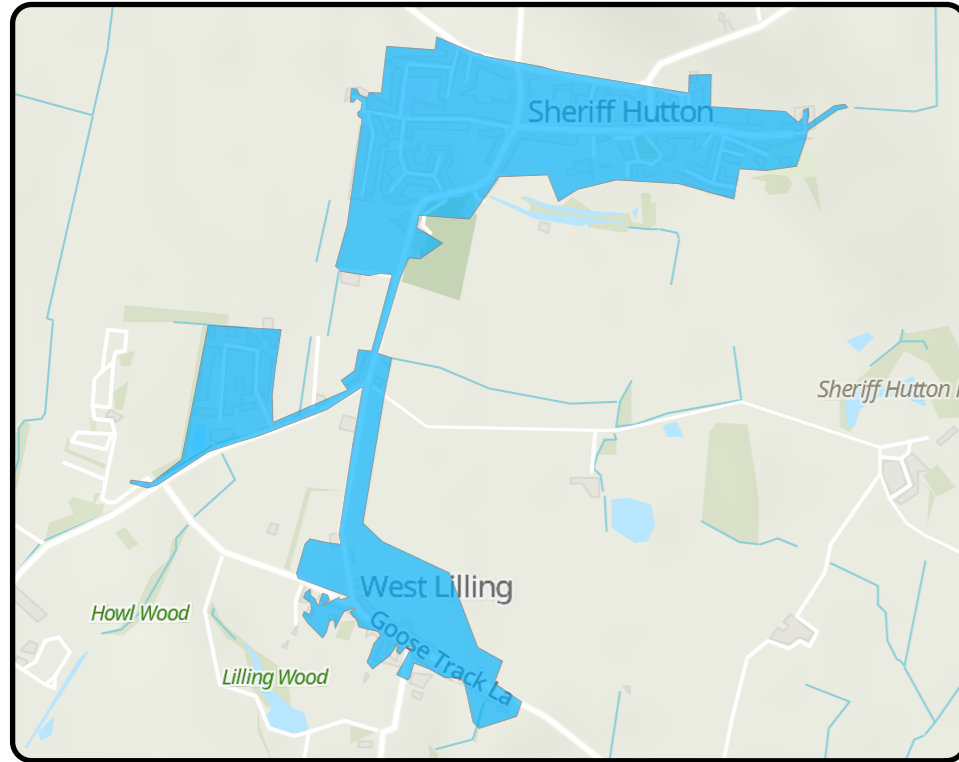 Sheriff Hutton
Sheriff Hutton
West Lilling
Goose Track La
Howl Wood
Lilling Wood